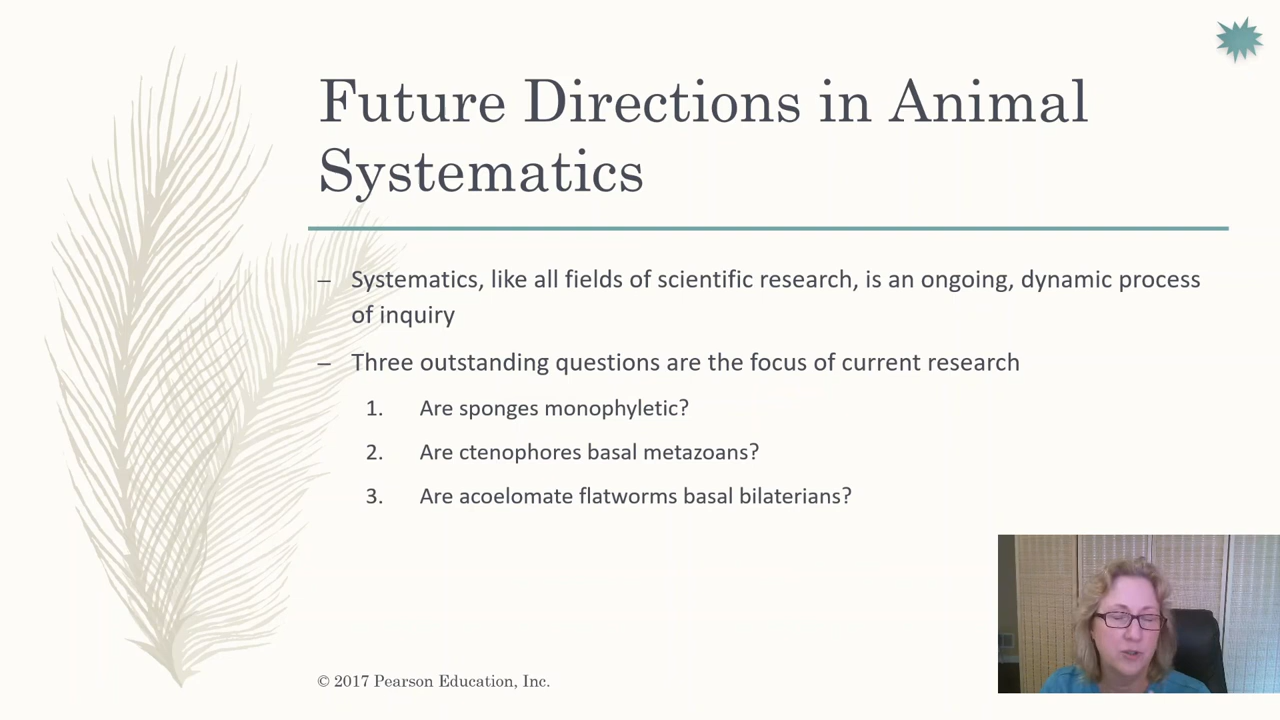 Future Directions in Animal
Systematics
– Systematics, like all fields of scientific research, is an ongoing, dynamic process
of inquiry
– Three outstanding questions are the focus of current research
1. Are sponges monophyletic?
2. Are ctenophores basal metazoans?
3. Are acoelomate flatworms basal bilaterians?
© 2017 Pearson Education, Inc.